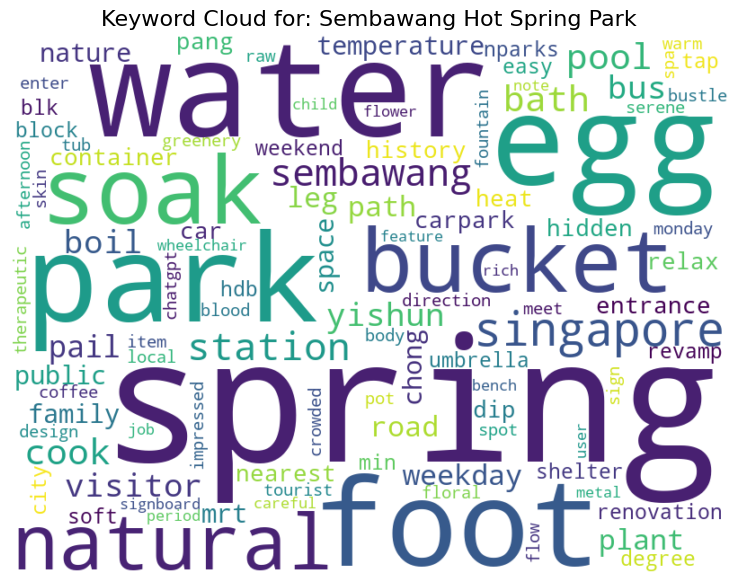 Keyword Cloud for: Sembawang Hot Spring Park
nature pang raw temperature nparks pool warm tap
enter water easy bus spa bustle
blk child flower bath note serene
block tub greenery weekend history fountain egg
container soak sembawang heat
afternoon skin leg path carpark hidden monday
boil car space feature bucket relax
therapeutic park wheelchair chatgpt hdb rich
blood direction meet entrance
pail item station yishun body singapore revamp
local chong umbrella
public coffee spring bench sign
family impressed crowded pot dip spot shelter
design job road user
cook nearest min weekday metal
city visitor tourist floral foot renovation
soft signboard period careful mrt flow plant
natural degree